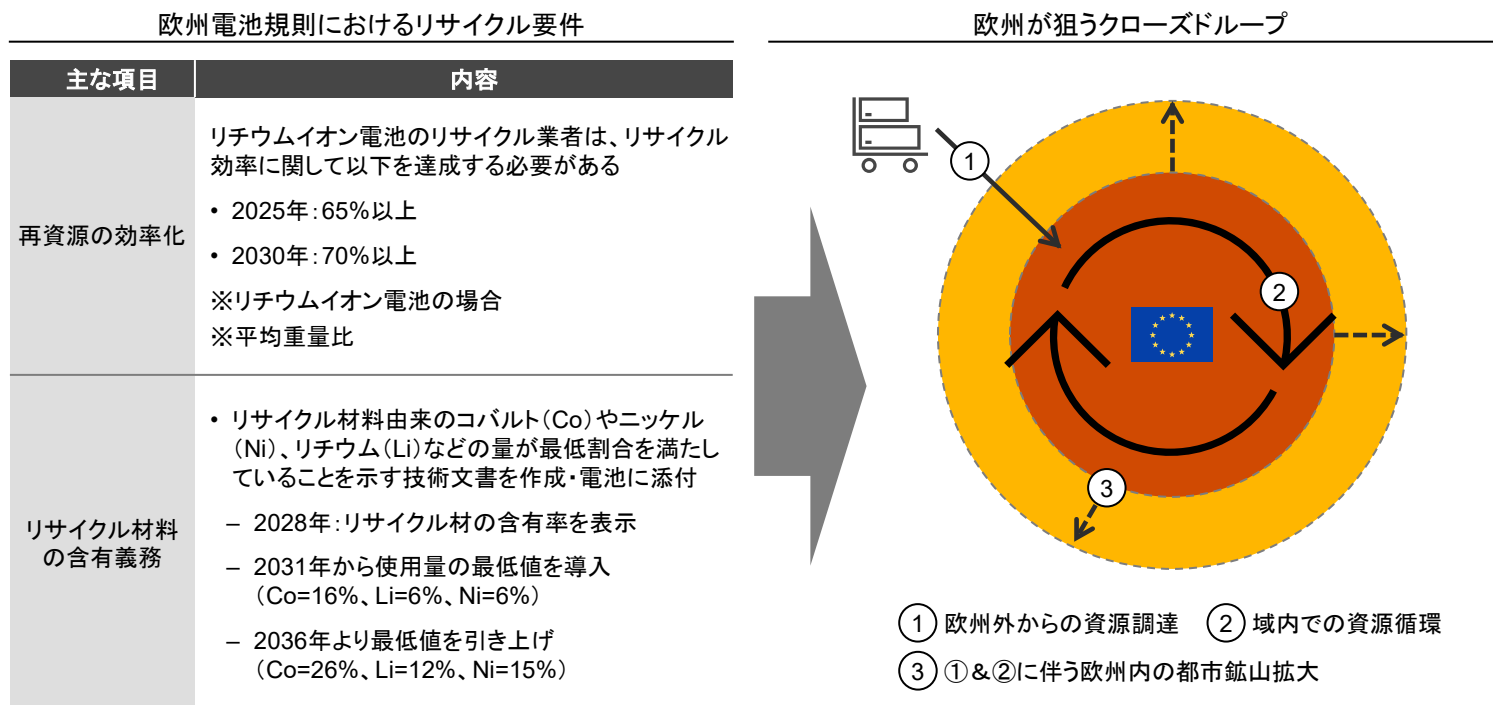 欧州電池規則におけるリサイクル要件
主な項目
内容
再資源の効率化
リチウムイオン電池のリサイクル業者は、リサイクル
効率に関して以下を達成する必要がある
• 2025年：65%以上
• 2030年：70%以上
※リチウムイオン電池の場合
※平均重量比
リサイクル材料
の含有義務
• リサイクル材料由来のコバルト（Co）やニッケル
（Ni）、リチウム（Li）などの量が最低割合を満たし
ていることを示す技術文書を作成・電池に添付
– 2028年：リサイクル材の含有率を表示
– 2031年から使用量の最低値を導入
（Co=16%、Li=6%、Ni=6%）
– 2036年より最低値を引き上げ
（Co=26%、Li=12%、Ni=15%）
欧州が狙うクローズドループ
1
2
3
1 欧州外からの資源調達 2 域内での資源循環
3 ①&②に伴う欧州内の都市鉱山拡大